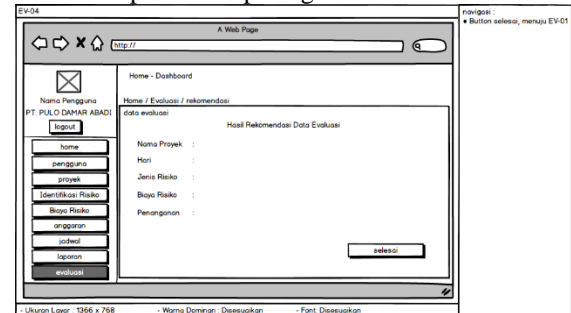 EV-04
A Web Page
http://
Nama Pengguna
PT. PULO DAMAR ABADI
logout
home
pengguna
proyek
Identifikasi Risiko
Biaya Risiko
anggaran
jadwal
laporan
evaluasi
Home - Dashboard
Home / Evaluasi / rekomendasi
data evaluasi
Hasil Rekomendasi Data Evaluasi
Nama Proyek :
Hari :
Jenis Risiko :
Biaya Risiko :
Penanganan :
selesai
navigasi :
• Button selesai, menuju EV-01
- Ukuran Layar : 1366 x 768 - Warna Dominan : Disesuaikan - Font: Disesuaikan